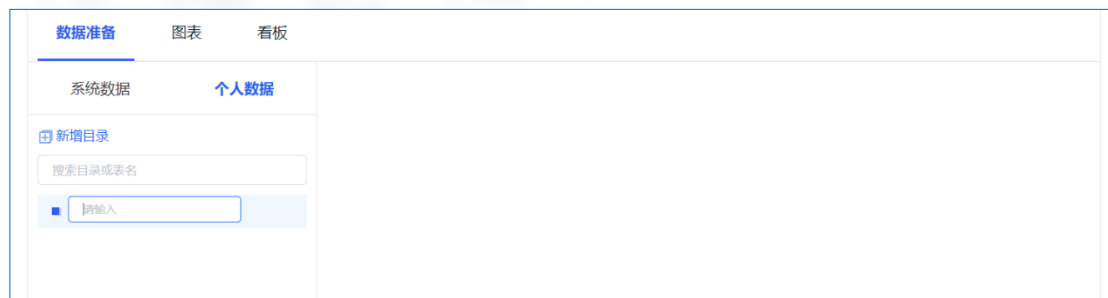 数据准备 图表 看板
系统数据 个人数据
新增目录
搜索目录或表名
请输入